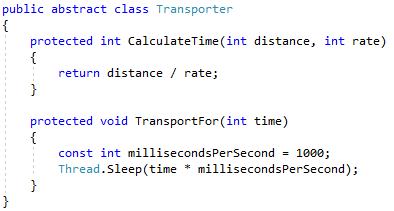 public abstract class Transporter
{
    protected int CalculateTime(int distance, int rate)
    {
        return distance / rate;
    }

    protected void TransportFor(int time)
    {
        const int millisecondsPerSecond = 1000;
        Thread.Sleep(time * millisecondsPerSecond);
    }
}